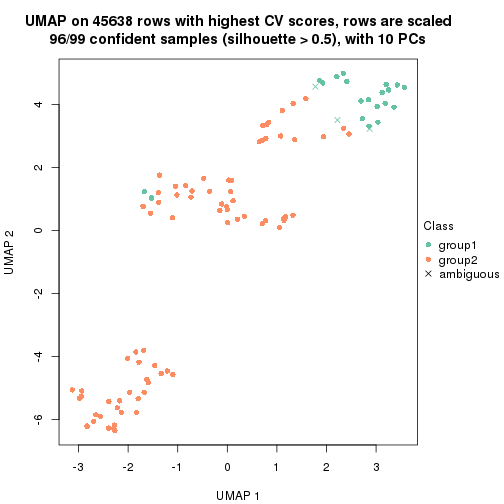 UMAP on 45638 rows with highest CV scores, rows are scaled
96/99 confident samples (silhouette > 0.5), with 10 PCs
4
2
0
-2
-4
-6
UMAP 2
-3
-2
-1
0
1
2
3
UMAP 1
Class
group1
group2
ambiguous